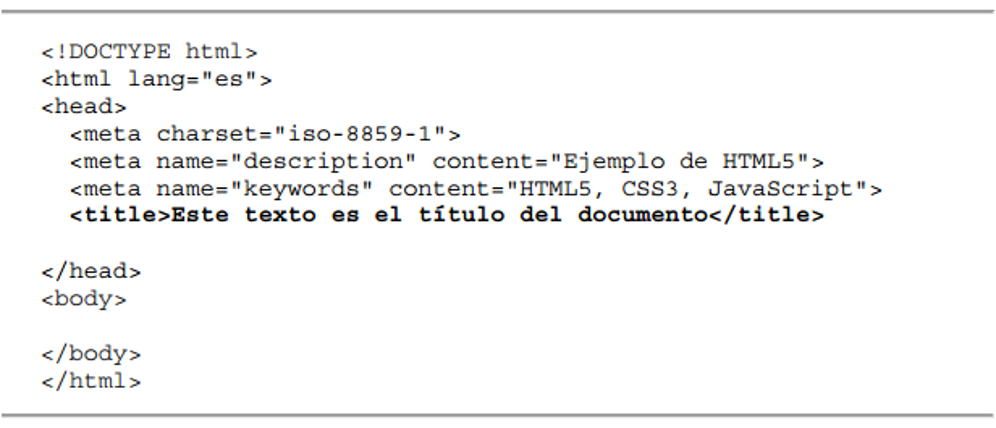 <!DOCTYPE html>
<html lang="es">
<head>
<meta charset="iso-8859-1">
<meta name="description" content="Ejemplo de HTML5">
<meta name="keywords" content="HTML5, CSS3, JavaScript">
<title>Este texto es el título del documento</title>
</head>
<body>
</body>
</html>